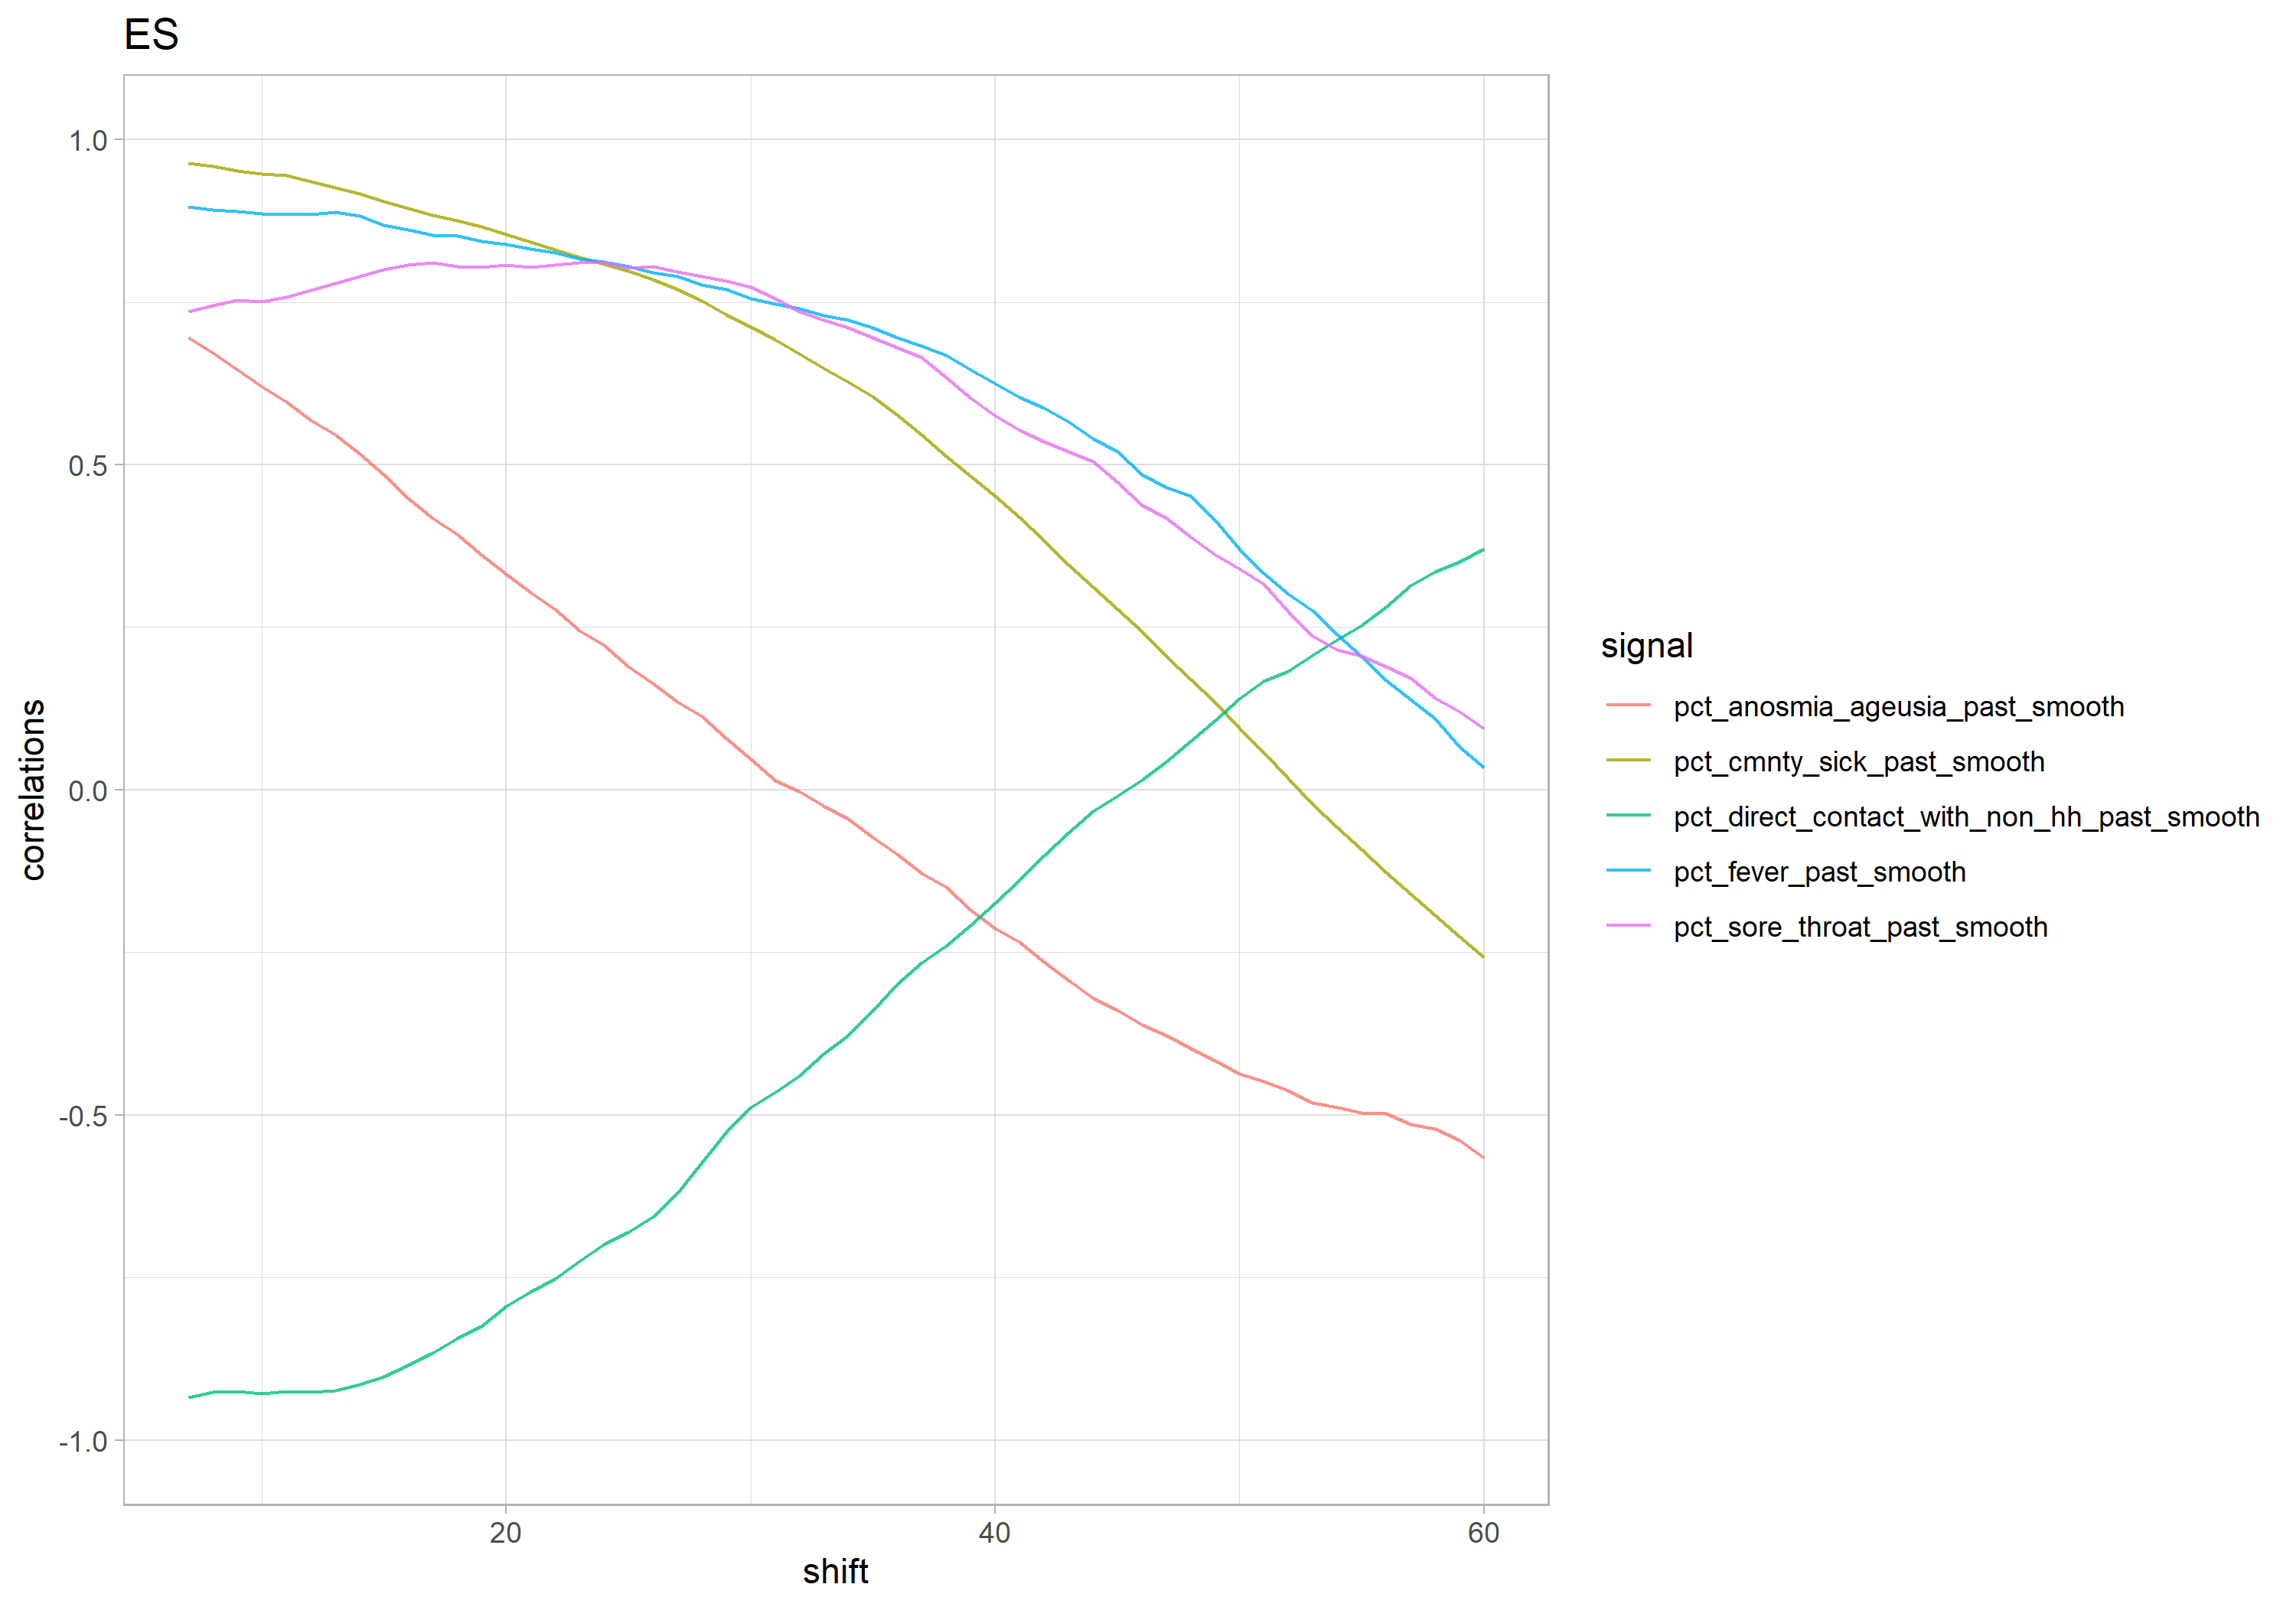 ES
correlations
1.0
0.5
0.0
-0.5
-1.0
20
40
60
shift
signal
pct_anosmia_ageusia_past_smooth
pct_cmnty_sick_past_smooth
pct_direct_contact_with_non_hh_past_smooth
pct_fever_past_smooth
pct_sore_throat_past_smooth